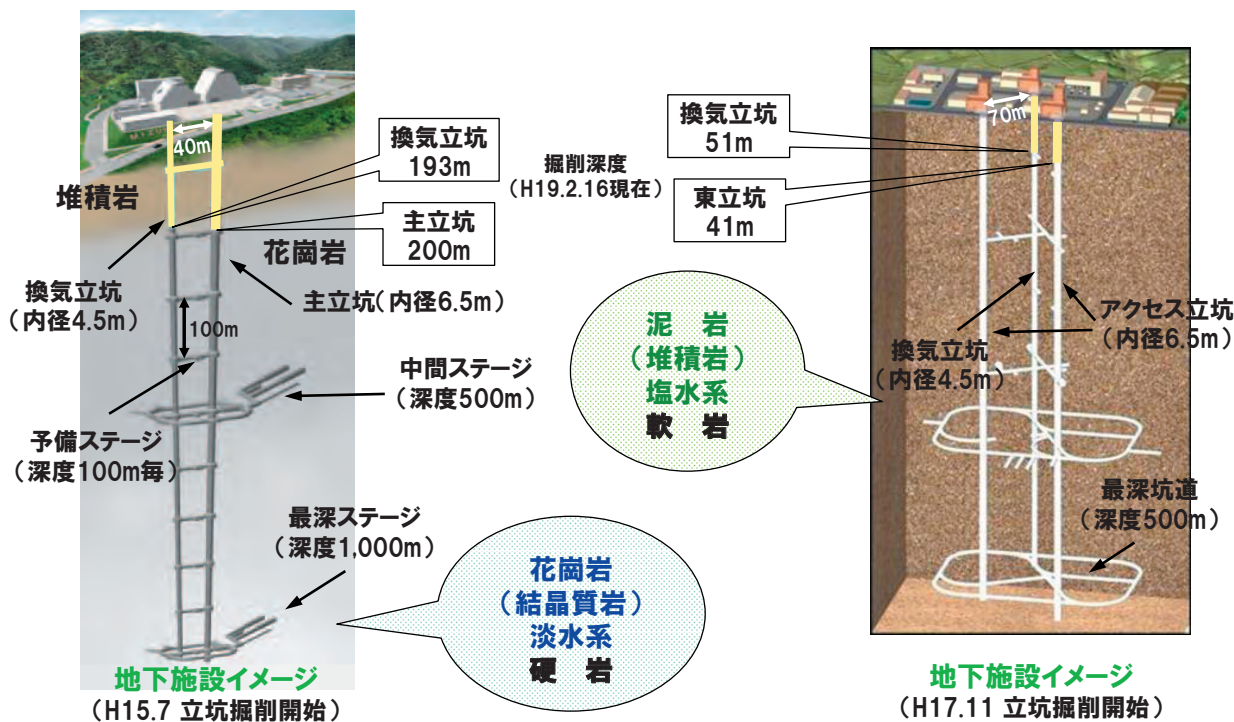 40m
換気立坑
193m
堆積岩
主立坑
200m
花崗岩
換気立坑
(内径4.5m)
主立坑(内径6.5m)
100m
中間ステージ
(深度500m)
予備ステージ
(深度100m毎)
最深ステージ
(深度1,000m)
花崗岩
(結晶質岩)
淡水系
硬 岩
地下施設イメージ
(H15.7 立坑掘削開始)
掘削深度
(H19.2.16現在)
換気立坑
51m
東立坑
41m
70m
泥 岩
(堆積岩)
塩水系
軟 岩
アクセス立坑
(内径6.5m)
換気立坑
(内径4.5m)
最深坑道
(深度500m)
地下施設イメージ
(H17.11 立坑掘削開始)